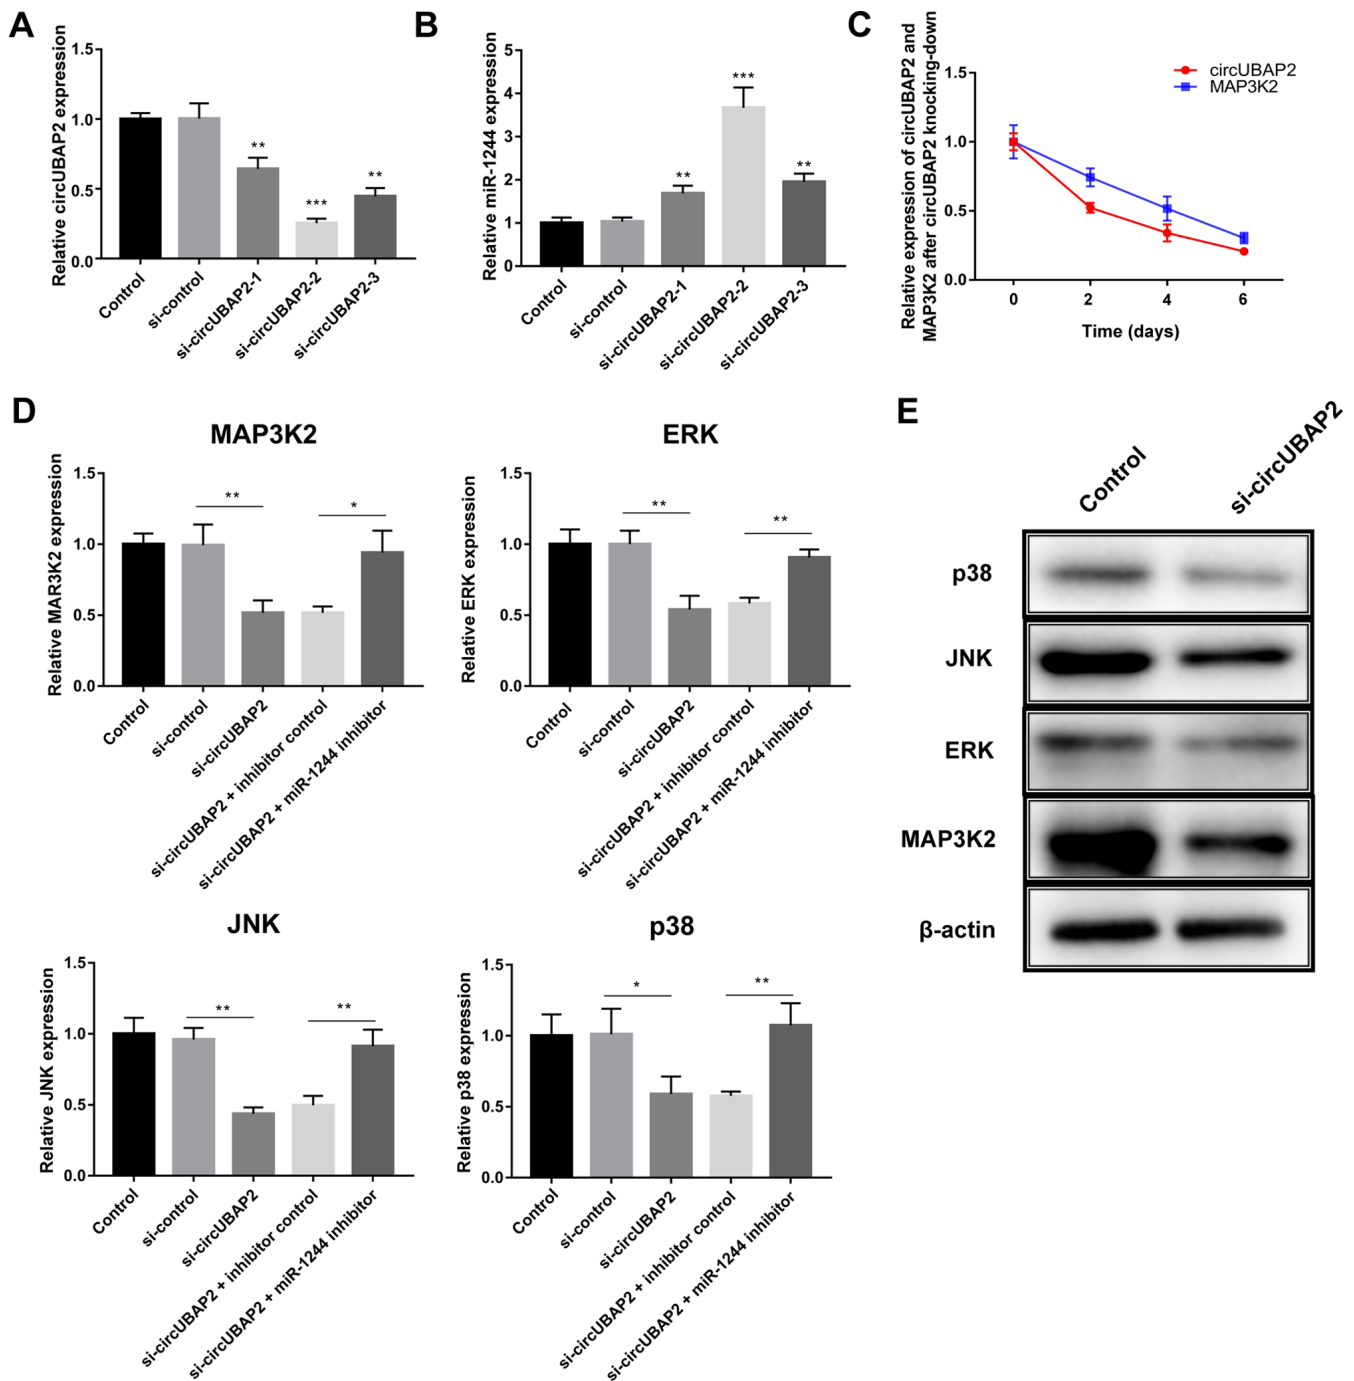 A
Relative circUBAP2 expression
1.5
1.0
0.5
0.0
**
***
**
Control
si-control
si-circUBAP2-1
si-circUBAP2-2
si-circUBAP2-3
B
Relative miR-1244 expression
5
4
3
2
1
0
**
***
**
Control
si-control
si-circUBAP2-1
si-circUBAP2-2
si-circUBAP2-3
C
Relative expression of circUBAP2 and
MAP3K2 after circUBAP2 knocking-down
1.5
1.0
0.5
0.0
circUBAP2
MAP3K2
0 2 4 6
Time (days)
D
MAP3K2
Relative MAR3K2 expression
1.5
1.0
0.5
0.0
**
*
Control
si-control
si-circUBAP2
si-circUBAP2 + inhibitor control
si-circUBAP2 + miR-1244 inhibitor
ERK
Relative ERK expression
1.5
1.0
0.5
0.0
**
**
Control
si-control
si-circUBAP2
si-circUBAP2 + inhibitor control
si-circUBAP2 + miR-1244 inhibitor
JNK
Relative JNK expression
1.5
1.0
0.5
0.0
**
**
Control
si-control
si-circUBAP2
si-circUBAP2 + inhibitor control
si-circUBAP2 + miR-1244 inhibitor
p38
Relative p38 expression
1.5
1.0
0.5
0.0
*
**
Control
si-control
si-circUBAP2
si-circUBAP2 + inhibitor control
si-circUBAP2 + miR-1244 inhibitor
E
Control
si-circUBAP2
p38
JNK
ERK
MAP3K2
β-actin